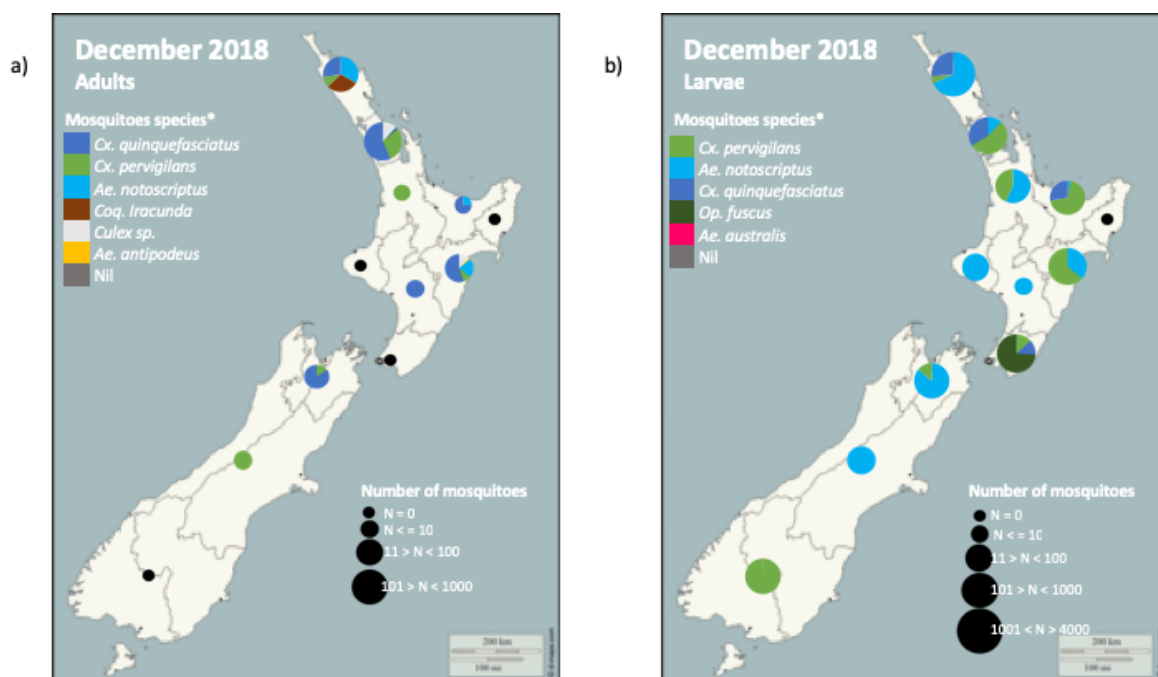 a)
December 2018
Adults
Mosquitoes species*
Cx. quinquefasciatus
Cx. pervigilans
Ae. notoscriptus
Coq. Iracunda
Culex sp.
Ae. antipodeus
Nil
Number of mosquitoes
N = 0
N < = 10
11 > N < 100
101 > N < 1000
200 km
100 mi
© d-maps.com
b)
December 2018
Larvae
Mosquitoes species*
Cx. pervigilans
Ae. notoscriptus
Cx. quinquefasciatus
Op. fuscus
Ae. australis
Nil
Number of mosquitoes
N = 0
N < = 10
11 > N < 100
101 > N < 1000
1001 < N > 4000
200 km
100 mi